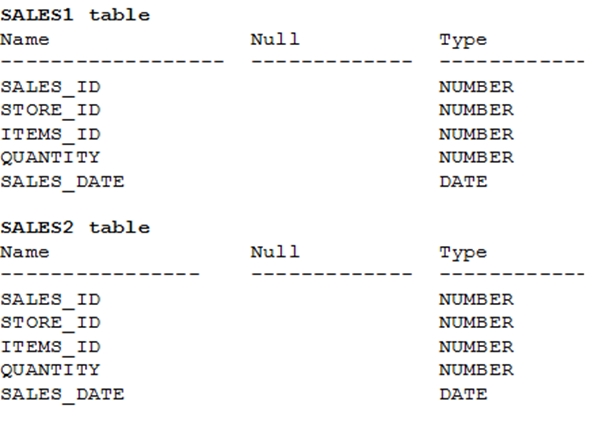 SALES1 table
Name Null Type
------------------ ------------- ------------
SALES_ID NUMBER
STORE_ID NUMBER
ITEMS_ID NUMBER
QUANTITY NUMBER
SALES_DATE DATE
SALES2 table
Name Null Type
---------------- ------------- ------------
SALES_ID NUMBER
STORE_ID NUMBER
ITEMS_ID NUMBER
QUANTITY NUMBER
SALES_DATE DATE